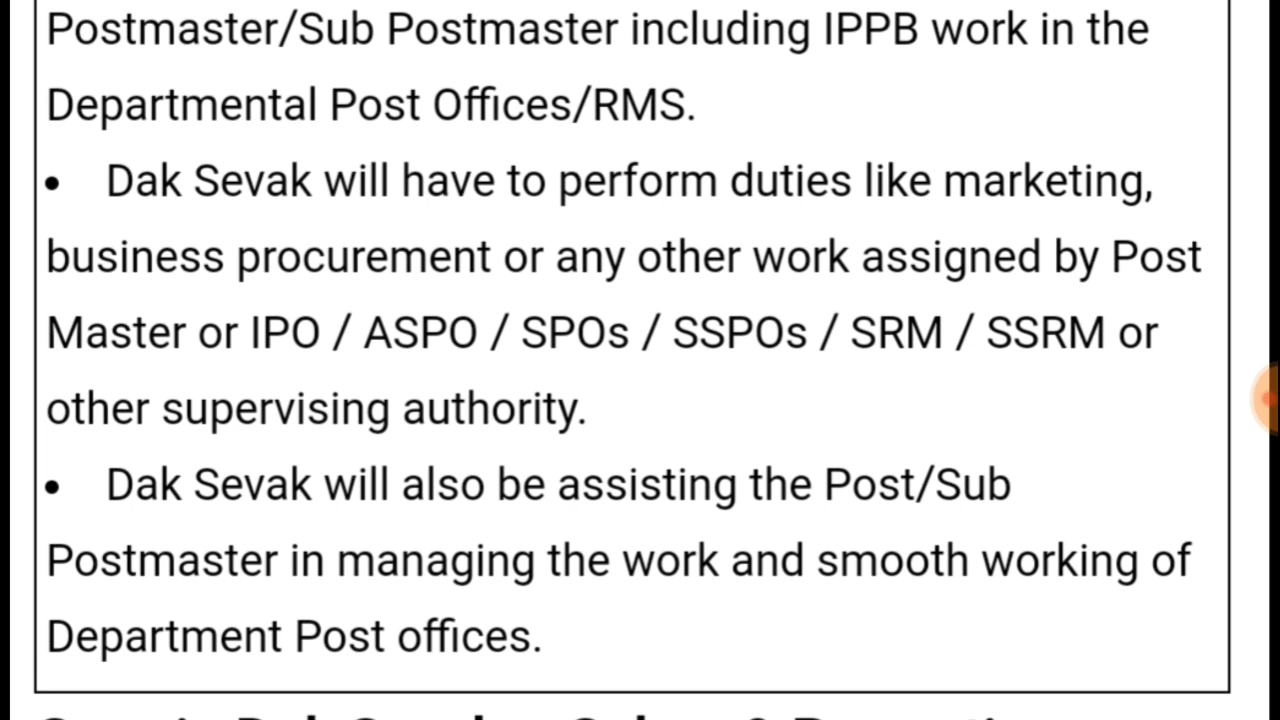 Postmaster/Sub Postmaster including IPPB work in the
Departmental Post Offices/RMS.
• Dak Sevak will have to perform duties like marketing,
business procurement or any other work assigned by Post
Master or IPO / ASPO / SPOs / SSPOs / SRM / SSRM or
other supervising authority.
• Dak Sevak will also be assisting the Post/Sub
Postmaster in managing the work and smooth working of
Department Post offices.